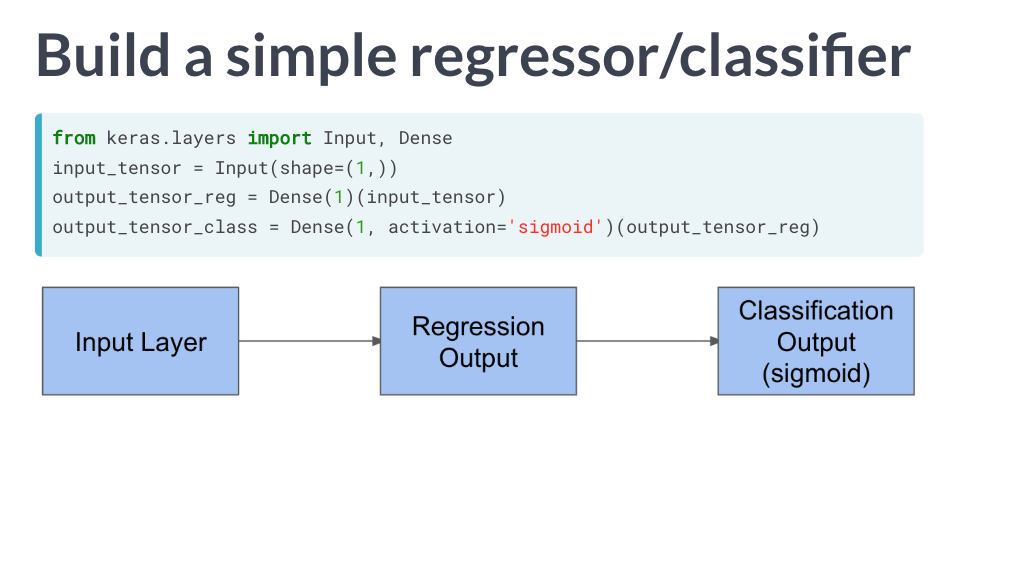 Build a simple regressor/classifier
from keras.layers import Input, Dense
input_tensor = Input(shape=(1,))
output_tensor_reg = Dense(1)(input_tensor)
output_tensor_class = Dense(1, activation='sigmoid')(output_tensor_reg)
Input Layer
Regression
Output
Classification
Output
(sigmoid)